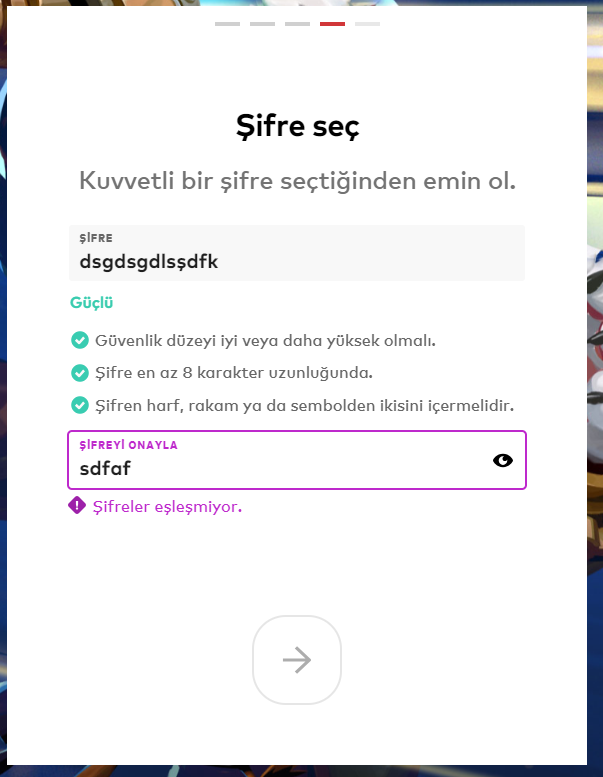 Şifre seç
Kuvvetli bir şifre seçtiğinden emin ol.
ŞİFRE
dsgdsgdlsşdfk
Güçlü
Güvenlik düzeyi iyi veya daha yüksek olmalı.
Şifre en az 8 karakter uzunluğunda.
Şifren harf, rakam ya da sembolden ikisini içermelidir.
ŞİFREYİ ONAYLA
sdfaf
Şifreler eşleşmiyor.